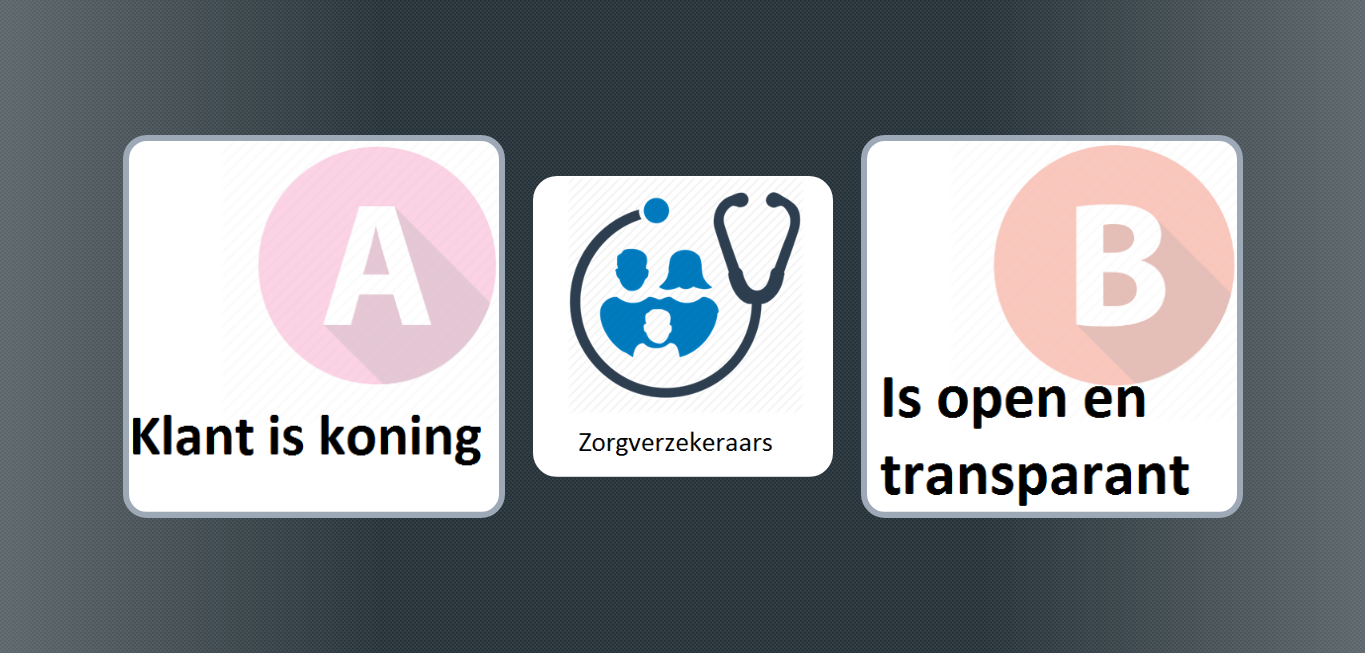 A
Klant is koning
Zorgverzekeraars
B
Is open en
transparant